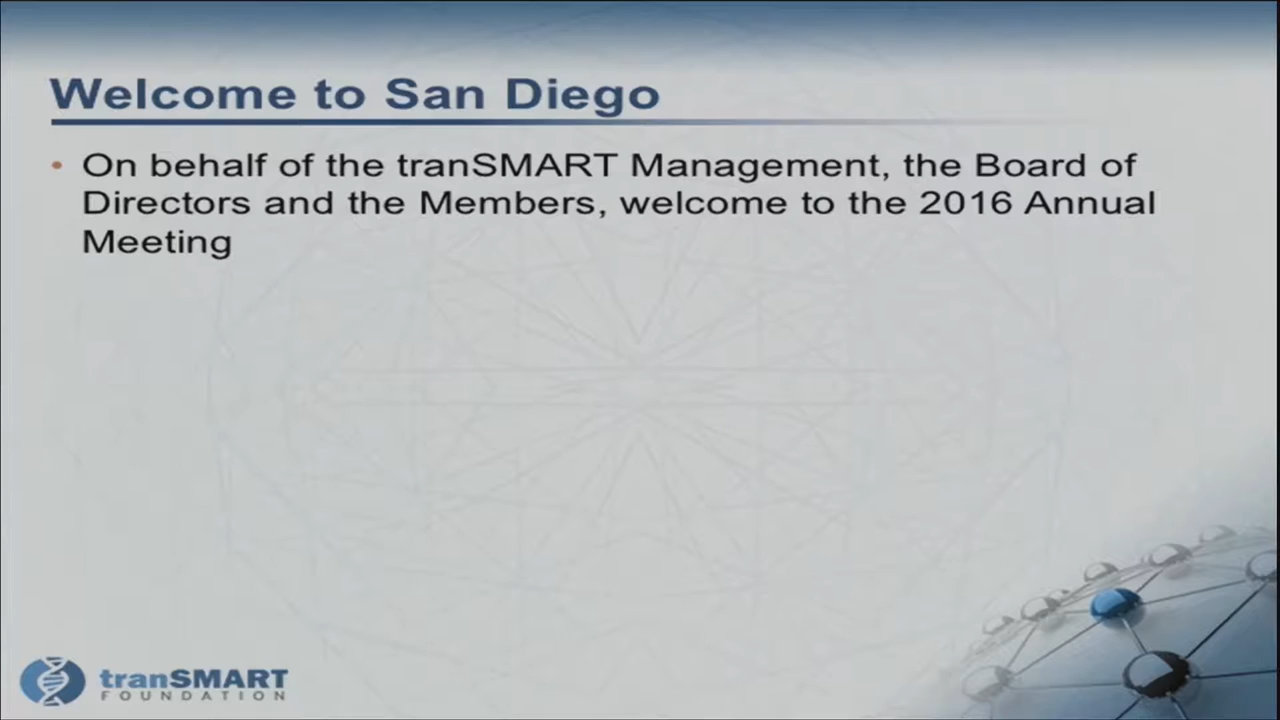 Welcome to San Diego
• On behalf of the tranSMART Management, the Board of
Directors and the Members, welcome to the 2016 Annual
Meeting
tranSMART
FOUNDATION